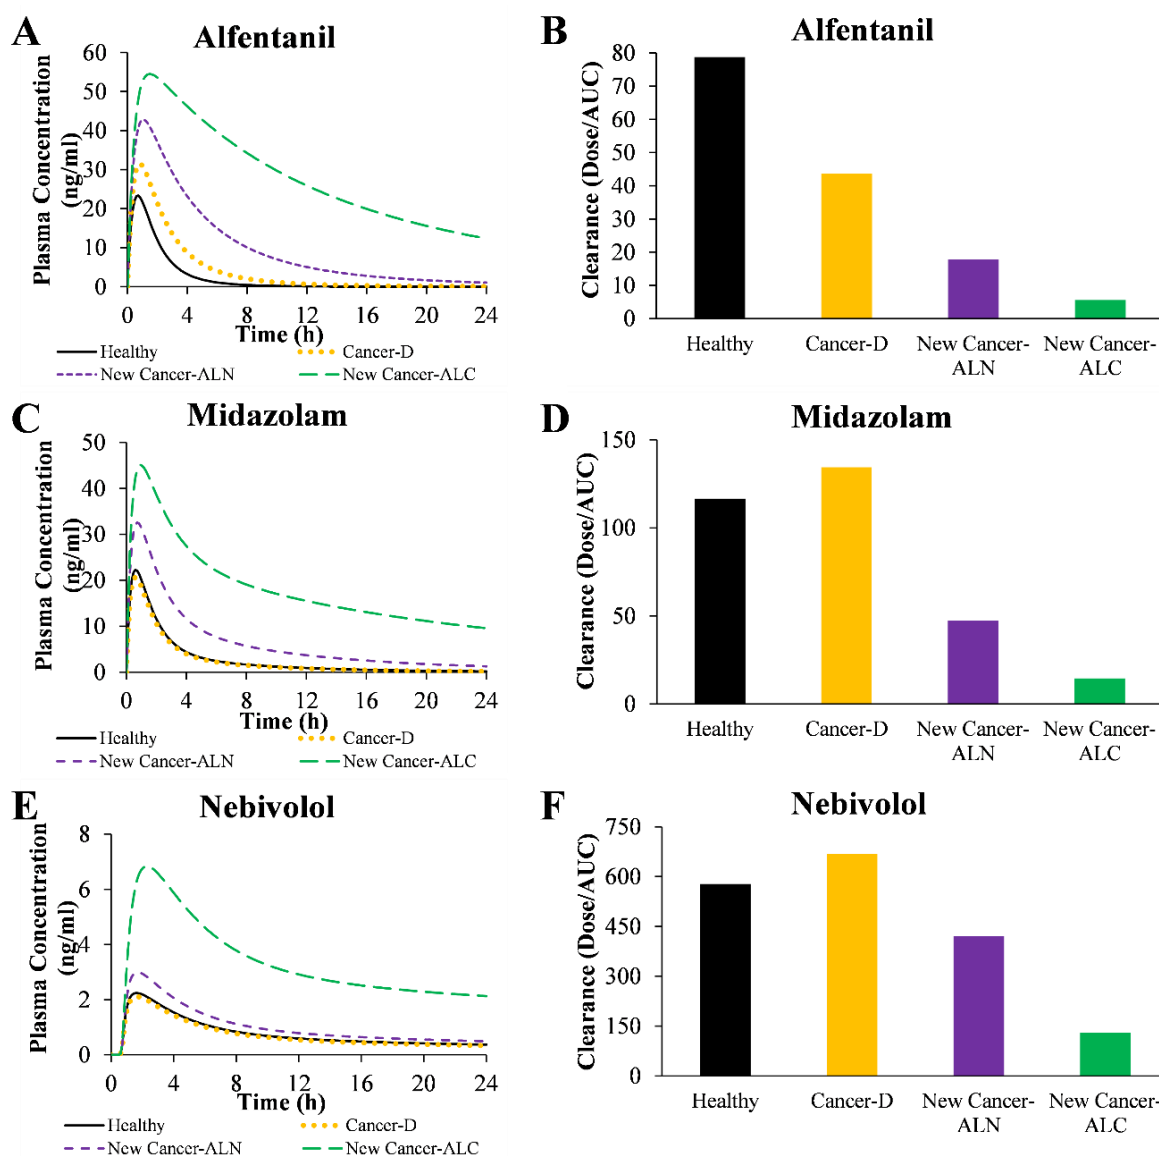 A
Alfentanil
Plasma Concentration
(ng/ml)
60
50
40
30
20
10
0
0 4 8 12 16 20 24
Time (h)
Healthy
Cancer-D
New Cancer-ALN
New Cancer-ALC
B
Alfentanil
Clearance (Dose/AUC)
80
70
60
50
40
30
20
10
0
Healthy
Cancer-D
New Cancer-
ALN
New Cancer-
ALC
C
Midazolam
Plasma Concentration
(ng/ml)
50
40
30
20
10
0
0 4 8 12 16 20 24
Time (h)
Healthy
Cancer-D
New Cancer-ALN
New Cancer-ALC
D
Midazolam
Clearance (Dose/AUC)
150
100
50
0
Healthy
Cancer-D
New Cancer-
ALN
New Cancer-
ALC
E
Nebivolol
Plasma Concentration
(ng/ml)
8
6
4
2
0
0 4 8 12 16 20 24
Time (h)
Healthy
Cancer-D
New Cancer-ALN
New Cancer-ALC
F
Nebivolol
Clearance (Dose/AUC)
750
600
450
300
150
0
Healthy
Cancer-D
New Cancer-
ALN
New Cancer-
ALC